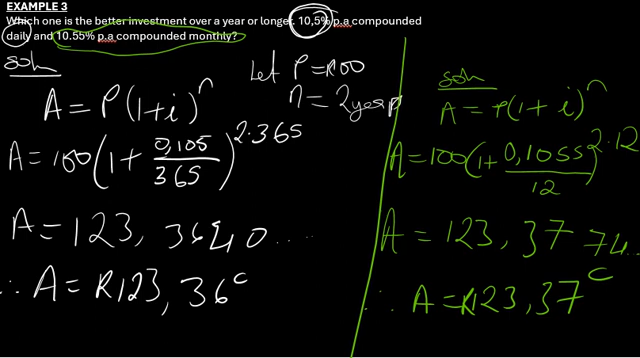 EXAMPLE 3
Which one is the better investment over a year or longer. 10,5% p.a compounded
daily and 10.55% p.a compounded monthly?
soln
Let P = R100
n = 2 years
A = P(1+i)^n
A = 100(1 + 0,105/365)^2·365
A = 123, 3640...
∴ A = R123, 36c
soln
A = P(1 + i)^n
A = 100(1 + 0,1055/12)^2·12
A = 123, 3774...
∴ A = R123, 37c